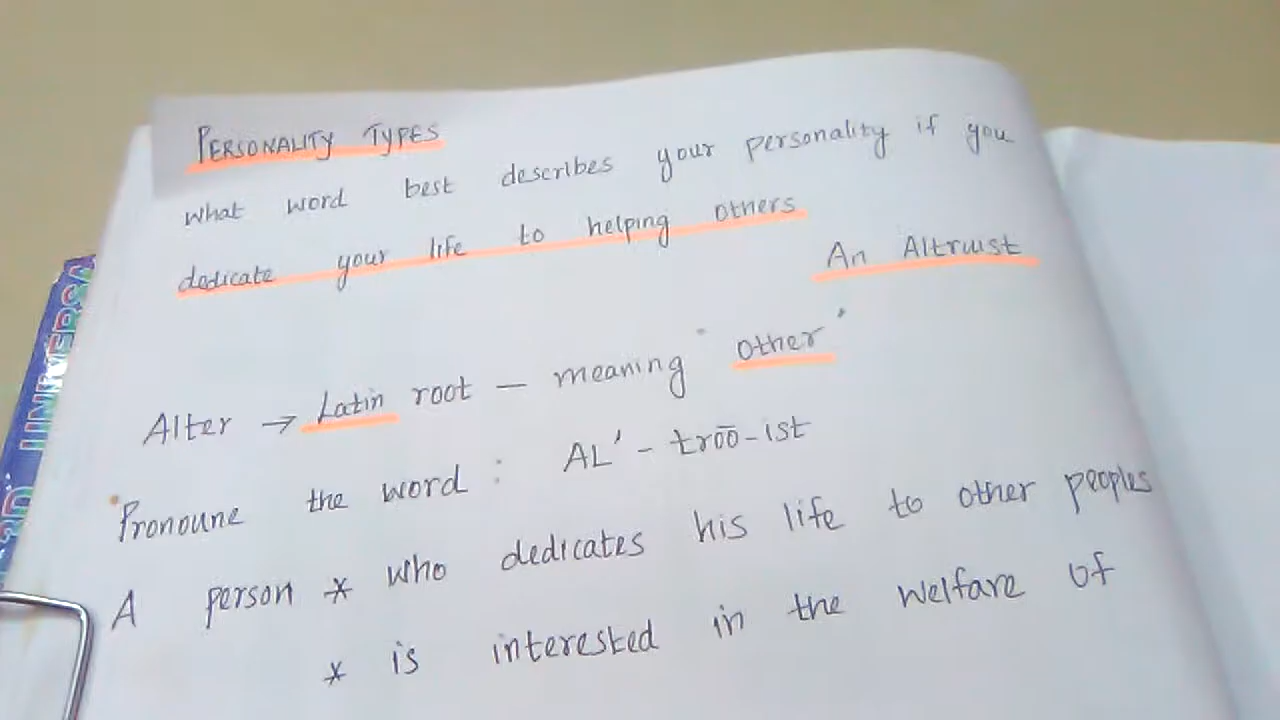 PERSONALITY TYPES
What word best describes your personality if you
dedicate your life to helping others
An Altruist
Alter → Latin root — meaning "other'
Pronoune the word : AL' - trōō - ist
A person * who dedicates his life to other peoples
* is interested in the welfare of
3D UNIVERSA